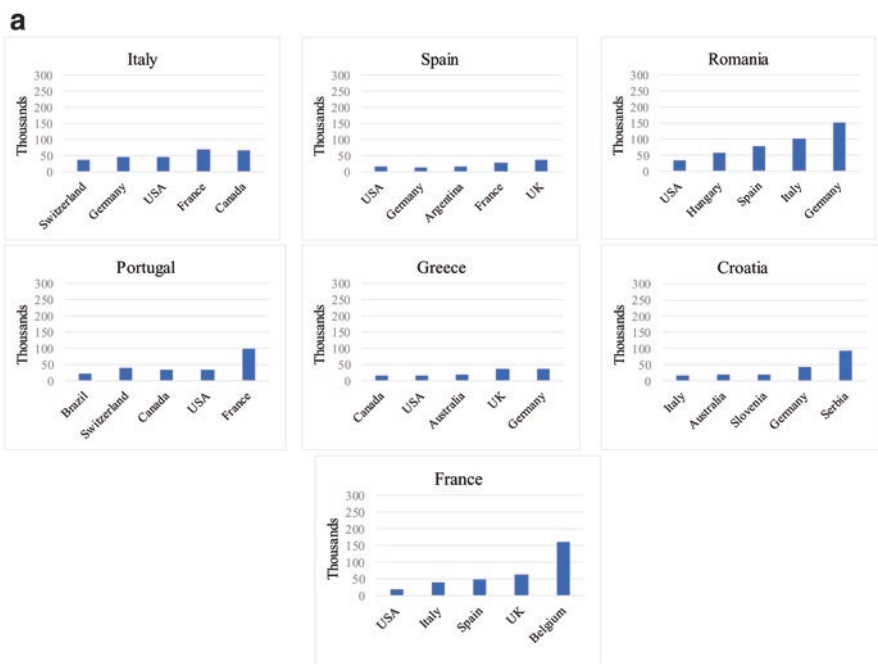 a
Italy
Thousands
300
250
200
150
100
50
0
Switzerland
Germany
USA
France
Canada
Spain
Thousands
300
250
200
150
100
50
0
USA
Germany
Argentina
France
UK
Romania
Thousands
300
250
200
150
100
50
0
USA
Hungary
Spain
Italy
Germany
Portugal
Thousands
300
250
200
150
100
50
0
Brazil
Switzerland
Canada
USA
France
Greece
Thousands
300
250
200
150
100
50
0
Canada
USA
Australia
UK
Germany
Croatia
Thousands
300
250
200
150
100
50
0
Italy
Australia
Slovenia
Germany
Serbia
France
Thousands
300
250
200
150
100
50
0
USA
Italy
Spain
UK
Belgium